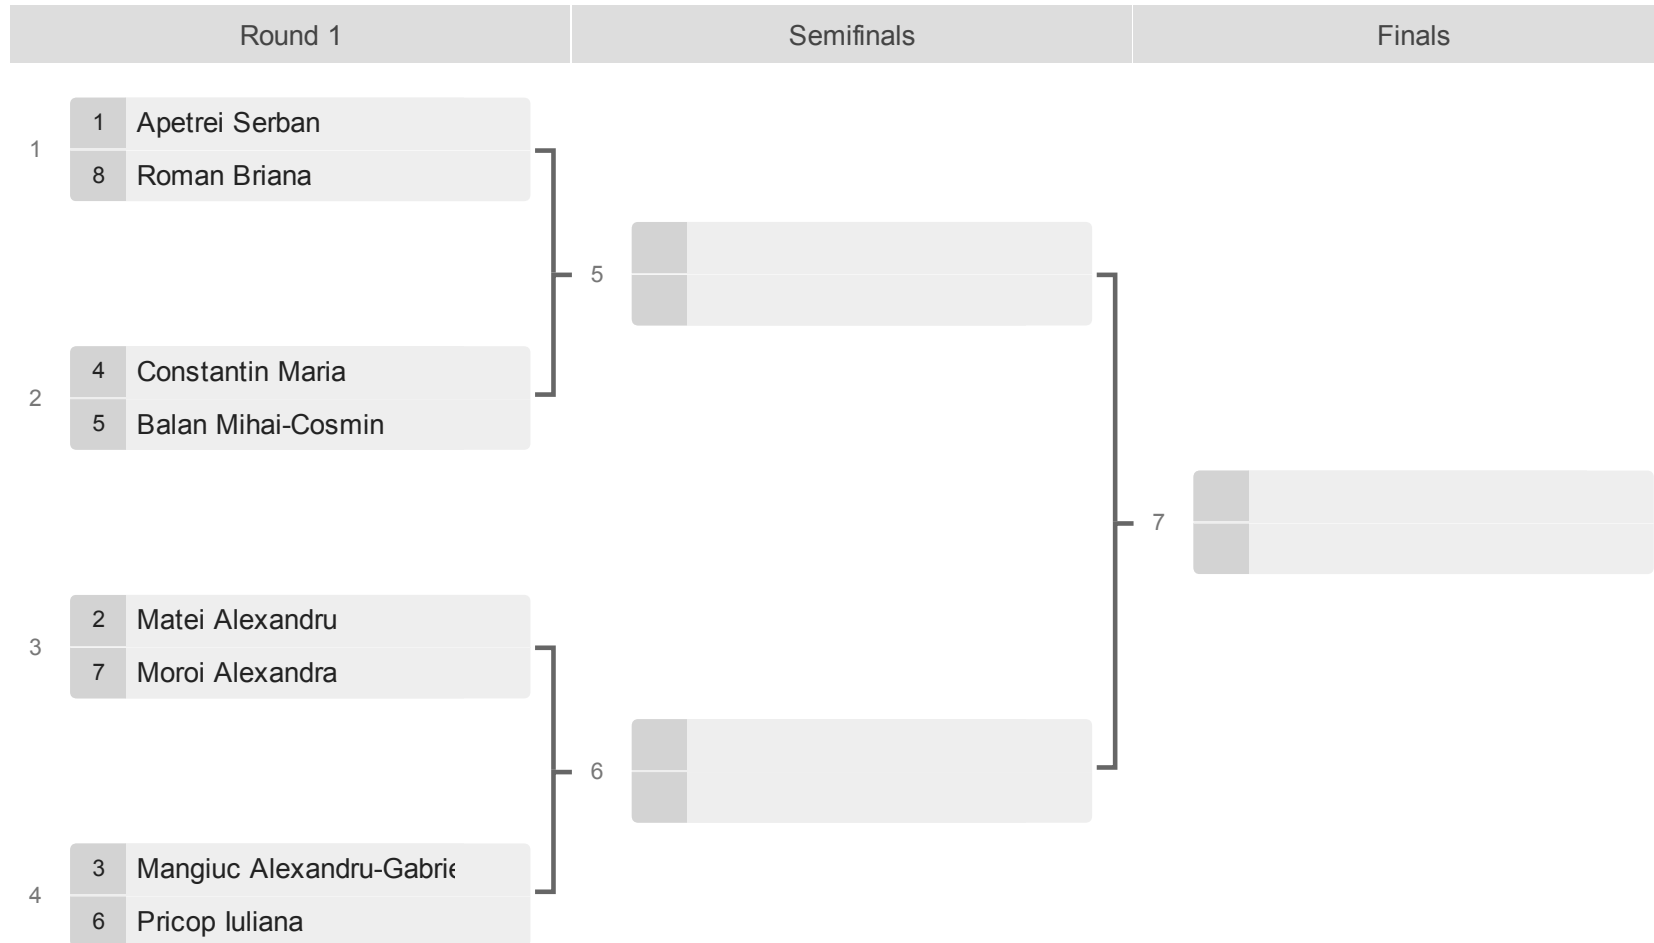 Round 1
Semifinals
Finals
1
1 Apetrei Serban
8 Roman Briana
5
2
4 Constantin Maria
5 Balan Mihai-Cosmin
7
3
2 Matei Alexandru
7 Moroi Alexandra
6
4
3 Mangiuc Alexandru-Gabrie
6 Pricop Iuliana